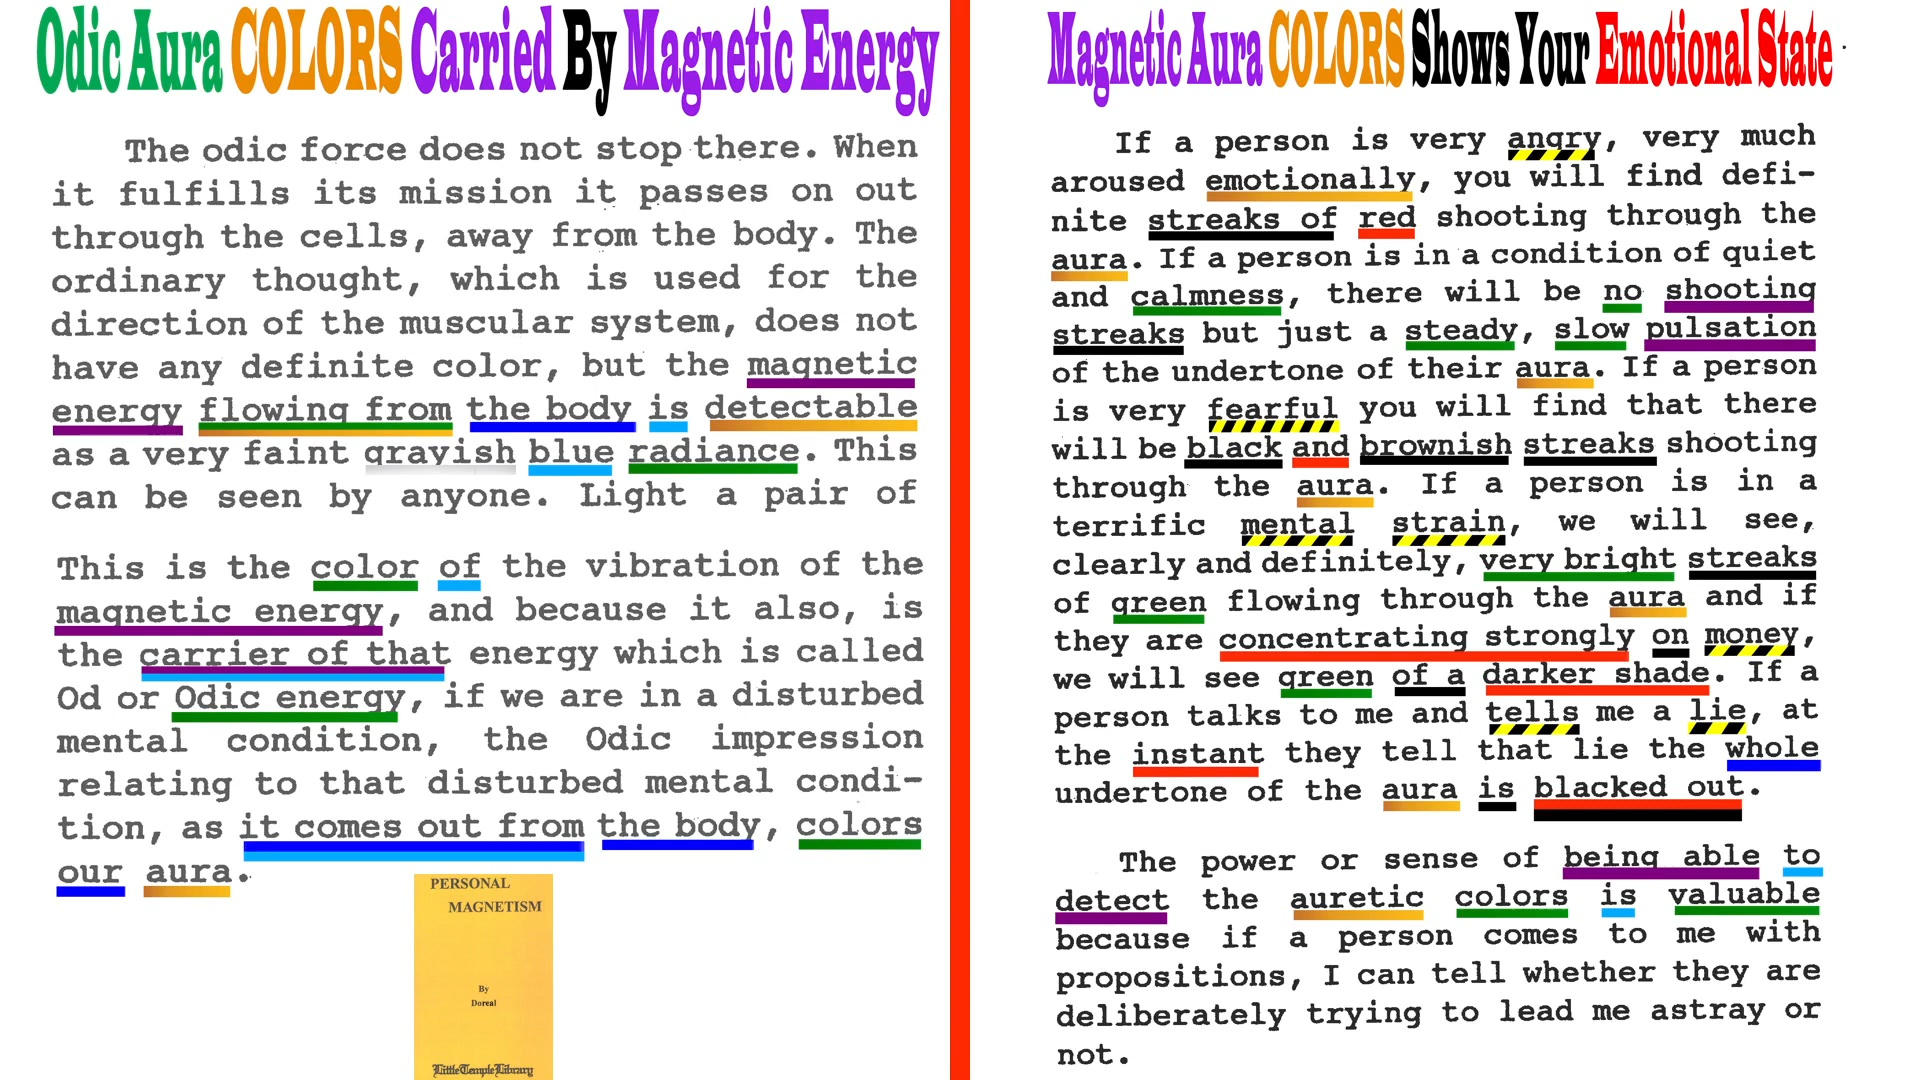 Odic Aura COLORS Carried By Magnetic Energy
The odic force does not stop there. When
it fulfills its mission it passes on out
through the cells, away from the body. The
ordinary thought, which is used for the
direction of the muscular system, does not
have any definite color, but the magnetic
energy flowing from the body is detectable
as a very faint grayish blue radiance. This
can be seen by anyone. Light a pair of
This is the color of the vibration of the
magnetic energy, and because it also, is
the carrier of that energy which is called
Od or Odic energy, if we are in a disturbed
mental condition, the Odic impression
relating to that disturbed mental condi-
tion, as it comes out from the body, colors
our aura.
PERSONAL
MAGNETISM
By
Doreal
Little Temple Library
Magnetic Aura COLORS Shows Your Emotional State
If a person is very angry, very much
aroused emotionally, you will find defi-
nite streaks of red shooting through the
aura. If a person is in a condition of quiet
and calmness, there will be no shooting
streaks but just a steady, slow pulsation
of the undertone of their aura. If a person
is very fearful you will find that there
will be black and brownish streaks shooting
through the aura. If a person is in a
terrific mental strain, we will see,
clearly and definitely, very bright streaks
of green flowing through the aura and if
they are concentrating strongly on money,
we will see green of a darker shade. If a
person talks to me and tells me a lie, at
the instant they tell that lie the whole
undertone of the aura is blacked out.
The power or sense of being able to
detect the auretic colors is valuable
because if a person comes to me with
propositions, I can tell whether they are
deliberately trying to lead me astray or
not.